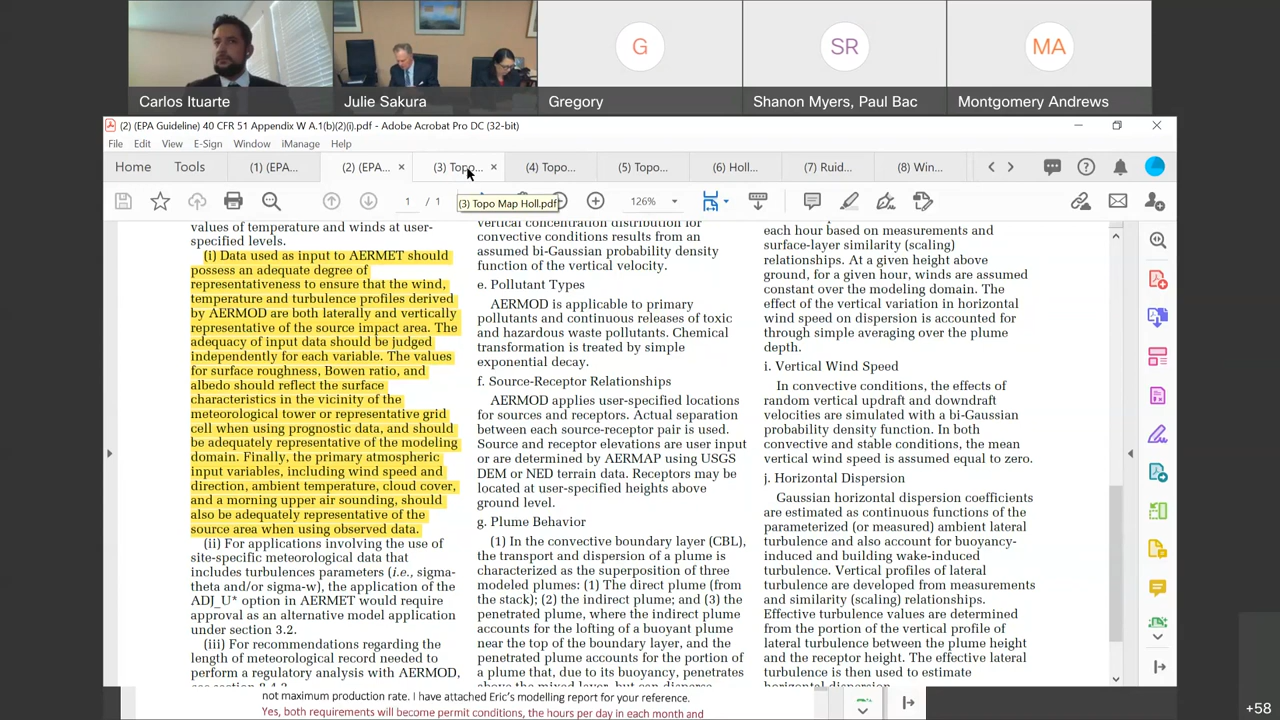 Carlos Ituarte
Julie Sakura
G
Gregory
SR
Shanon Myers, Paul Bac
MA
Montgomery Andrews
(2) (EPA Guideline) 40 CFR 51 Appendix W A.1(b)(2)(i).pdf - Adobe Acrobat Pro DC (32-bit)
File Edit View E-Sign Window iManage Help
Home Tools (1) (EPA... (2) (EPA... × (3) Topo... × (4) Topo... (5) Topo... (6) Holl... (7) Ruid... (8) Win...
1 / 1 126%
(3) Topo Map Holl.pdf
values of temperature and winds at user-
specified levels.
(i) Data used as input to AERMET should
possess an adequate degree of
representativeness to ensure that the wind,
temperature and turbulence profiles derived
by AERMOD are both laterally and vertically
representative of the source impact area. The
adequacy of input data should be judged
independently for each variable. The values
for surface roughness, Bowen ratio, and
albedo should reflect the surface
characteristics in the vicinity of the
meteorological tower or representative grid
cell when using prognostic data, and should
be adequately representative of the modeling
domain. Finally, the primary atmospheric
input variables, including wind speed and
direction, ambient temperature, cloud cover,
and a morning upper air sounding, should
also be adequately representative of the
source area when using observed data.
(ii) For applications involving the use of
site-specific meteorological data that
includes turbulences parameters (i.e., sigma-
theta and/or sigma-w), the application of the
ADJ_U* option in AERMET would require
approval as an alternative model application
under section 3.2.
(iii) For recommendations regarding the
length of meteorological record needed to
perform a regulatory analysis with AERMOD,
vertical concentration distribution for
convective conditions results from an
assumed bi-Gaussian probability density
function of the vertical velocity.
e. Pollutant Types
AERMOD is applicable to primary
pollutants and continuous releases of toxic
and hazardous waste pollutants. Chemical
transformation is treated by simple
exponential decay.
f. Source-Receptor Relationships
AERMOD applies user-specified locations
for sources and receptors. Actual separation
between each source-receptor pair is used.
Source and receptor elevations are user input
or are determined by AERMAP using USGS
DEM or NED terrain data. Receptors may be
located at user-specified heights above
ground level.
g. Plume Behavior
(1) In the convective boundary layer (CBL),
the transport and dispersion of a plume is
characterized as the superposition of three
modeled plumes: (1) The direct plume (from
the stack); (2) the indirect plume; and (3) the
penetrated plume, where the indirect plume
accounts for the lofting of a buoyant plume
near the top of the boundary layer, and the
penetrated plume accounts for the portion of
a plume that, due to its buoyancy, penetrates
each hour based on measurements and
surface-layer similarity (scaling)
relationships. At a given height above
ground, for a given hour, winds are assumed
constant over the modeling domain. The
effect of the vertical variation in horizontal
wind speed on dispersion is accounted for
through simple averaging over the plume
depth.
i. Vertical Wind Speed
In convective conditions, the effects of
random vertical updraft and downdraft
velocities are simulated with a bi-Gaussian
probability density function. In both
convective and stable conditions, the mean
vertical wind speed is assumed equal to zero.
j. Horizontal Dispersion
Gaussian horizontal dispersion coefficients
are estimated as continuous functions of the
parameterized (or measured) ambient lateral
turbulence and also account for buoyancy-
induced and building wake-induced
turbulence. Vertical profiles of lateral
turbulence are developed from measurements
and similarity (scaling) relationships.
Effective turbulence values are determined
from the portion of the vertical profile of
lateral turbulence between the plume height
and the receptor height. The effective lateral
turbulence is then used to estimate
horizontal dispersion.
not maximum production rate. I have attached Eric's modelling report for your reference.
Yes, both requirements will become permit conditions, the hours per day in each month and
+58